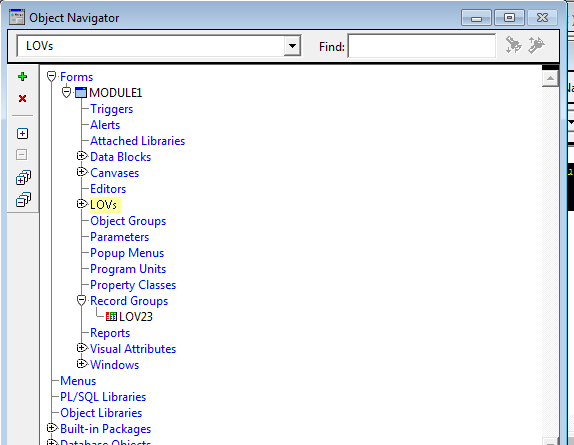 Object Navigator
LOVs
Find:
Forms
MODULE1
Triggers
Alerts
Attached Libraries
Data Blocks
Canvases
Editors
LOVs
Object Groups
Parameters
Popup Menus
Program Units
Property Classes
Record Groups
LOV23
Reports
Visual Attributes
Windows
Menus
PL/SQL Libraries
Object Libraries
Built-in Packages
Database Objects